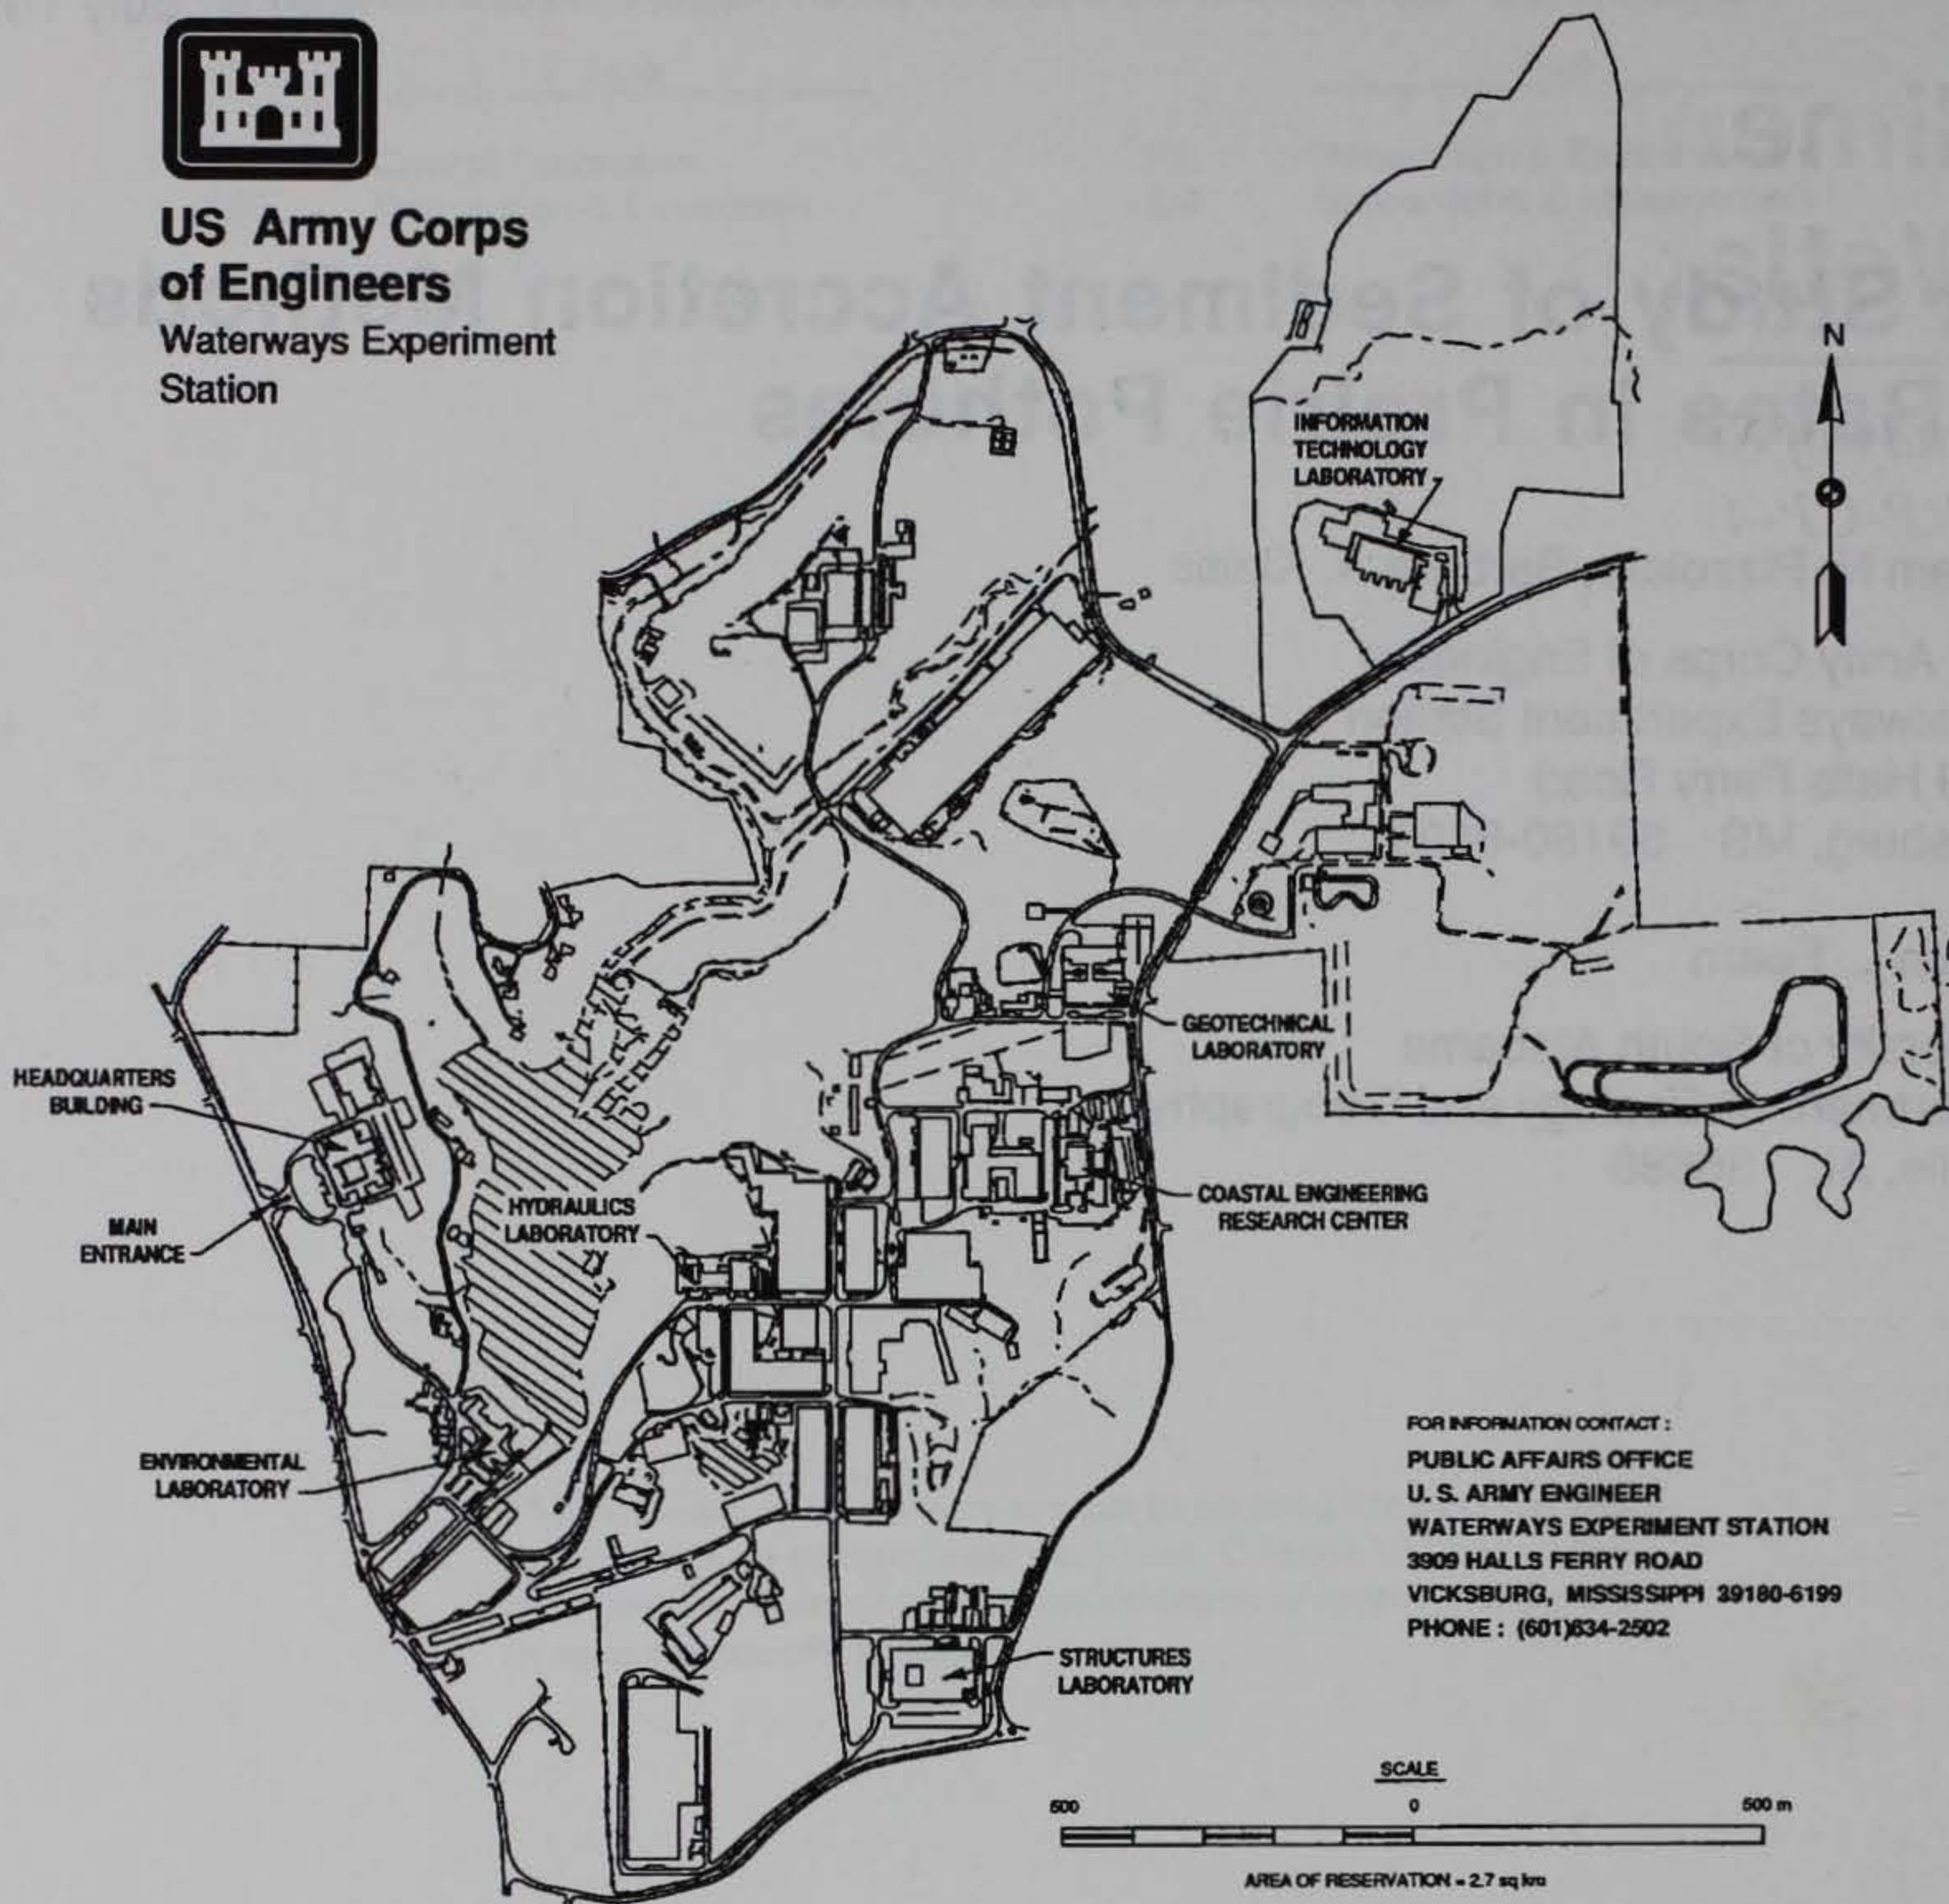 US Army Corps
of Engineers
Waterways Experiment
Station
N
INFORMATION
TECHNOLOGY
LABORATORY
GEOTECHNICAL
LABORATORY
HEADQUARTERS
BUILDING
MAIN
ENTRANCE
HYDRAULICS
LABORATORY
COASTAL ENGINEERING
RESEARCH CENTER
ENVIRONMENTAL
LABORATORY
STRUCTURES
LABORATORY
FOR INFORMATION CONTACT :
PUBLIC AFFAIRS OFFICE
U. S. ARMY ENGINEER
WATERWAYS EXPERIMENT STATION
3909 HALLS FERRY ROAD
VICKSBURG, MISSISSIPPI 39180-6199
PHONE : (601)634-2502
SCALE
500 0 500 m
AREA OF RESERVATION = 2.7 sq km